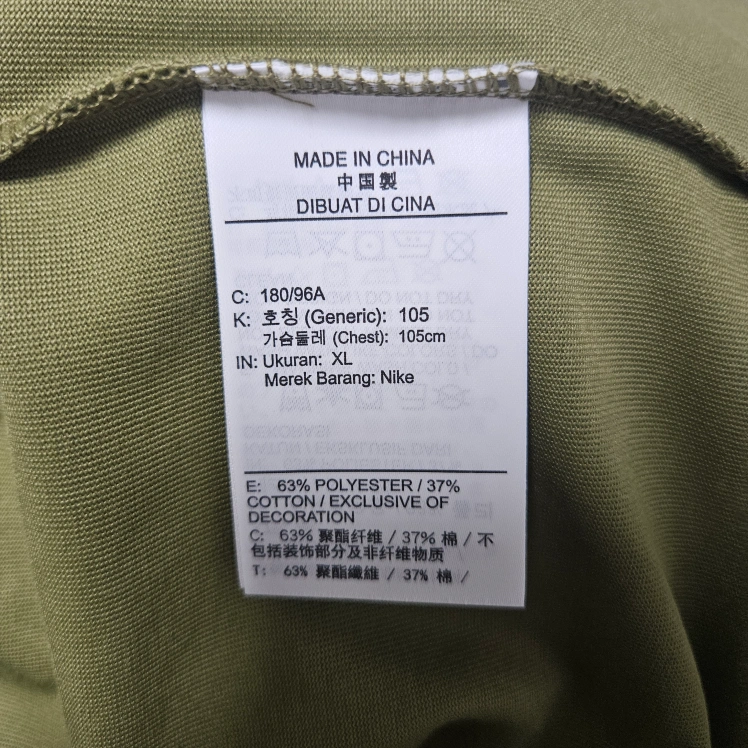 MADE IN CHINA
中国製
DIBUAT DI CINA
C: 180/96A
K: 호칭 (Generic): 105
가슴둘레 (Chest): 105cm
IN: Ukuran: XL
Merek Barang: Nike
E: 63% POLYESTER / 37%
COTTON / EXCLUSIVE OF
DECORATION
C: 63% 聚酯纤维 / 37% 棉 / 不
包括装饰部分及非纤维物质
T: 63% 聚酯纖維 / 37% 棉 /